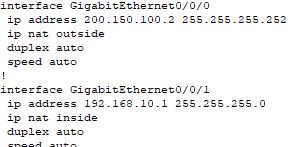 interface GigabitEthernet0/0/0
 ip address 200.150.100.2 255.255.255.252
 ip nat outside
 duplex auto
 speed auto
!
interface GigabitEthernet0/0/1
 ip address 192.168.10.1 255.255.255.0
 ip nat inside
 duplex auto
 speed auto